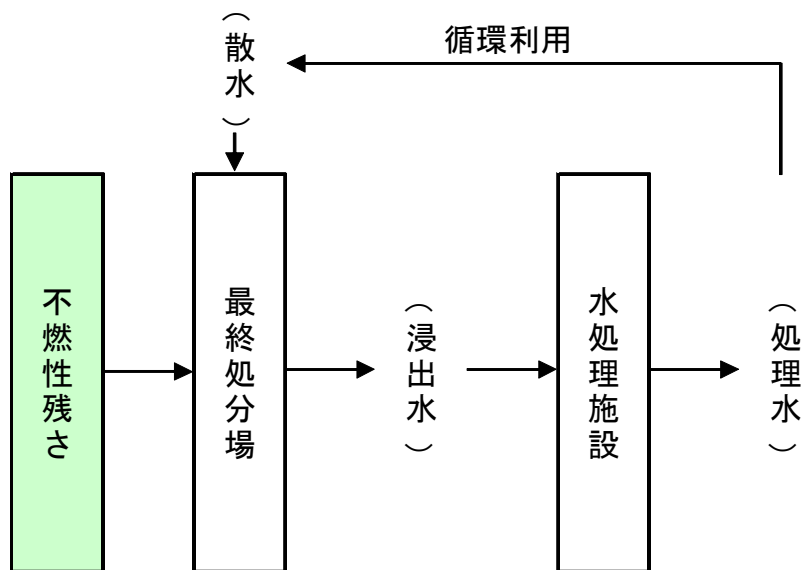 （散水）
循環利用
不燃性残さ
最終処分場
（浸出水）
水処理施設
（処理水）